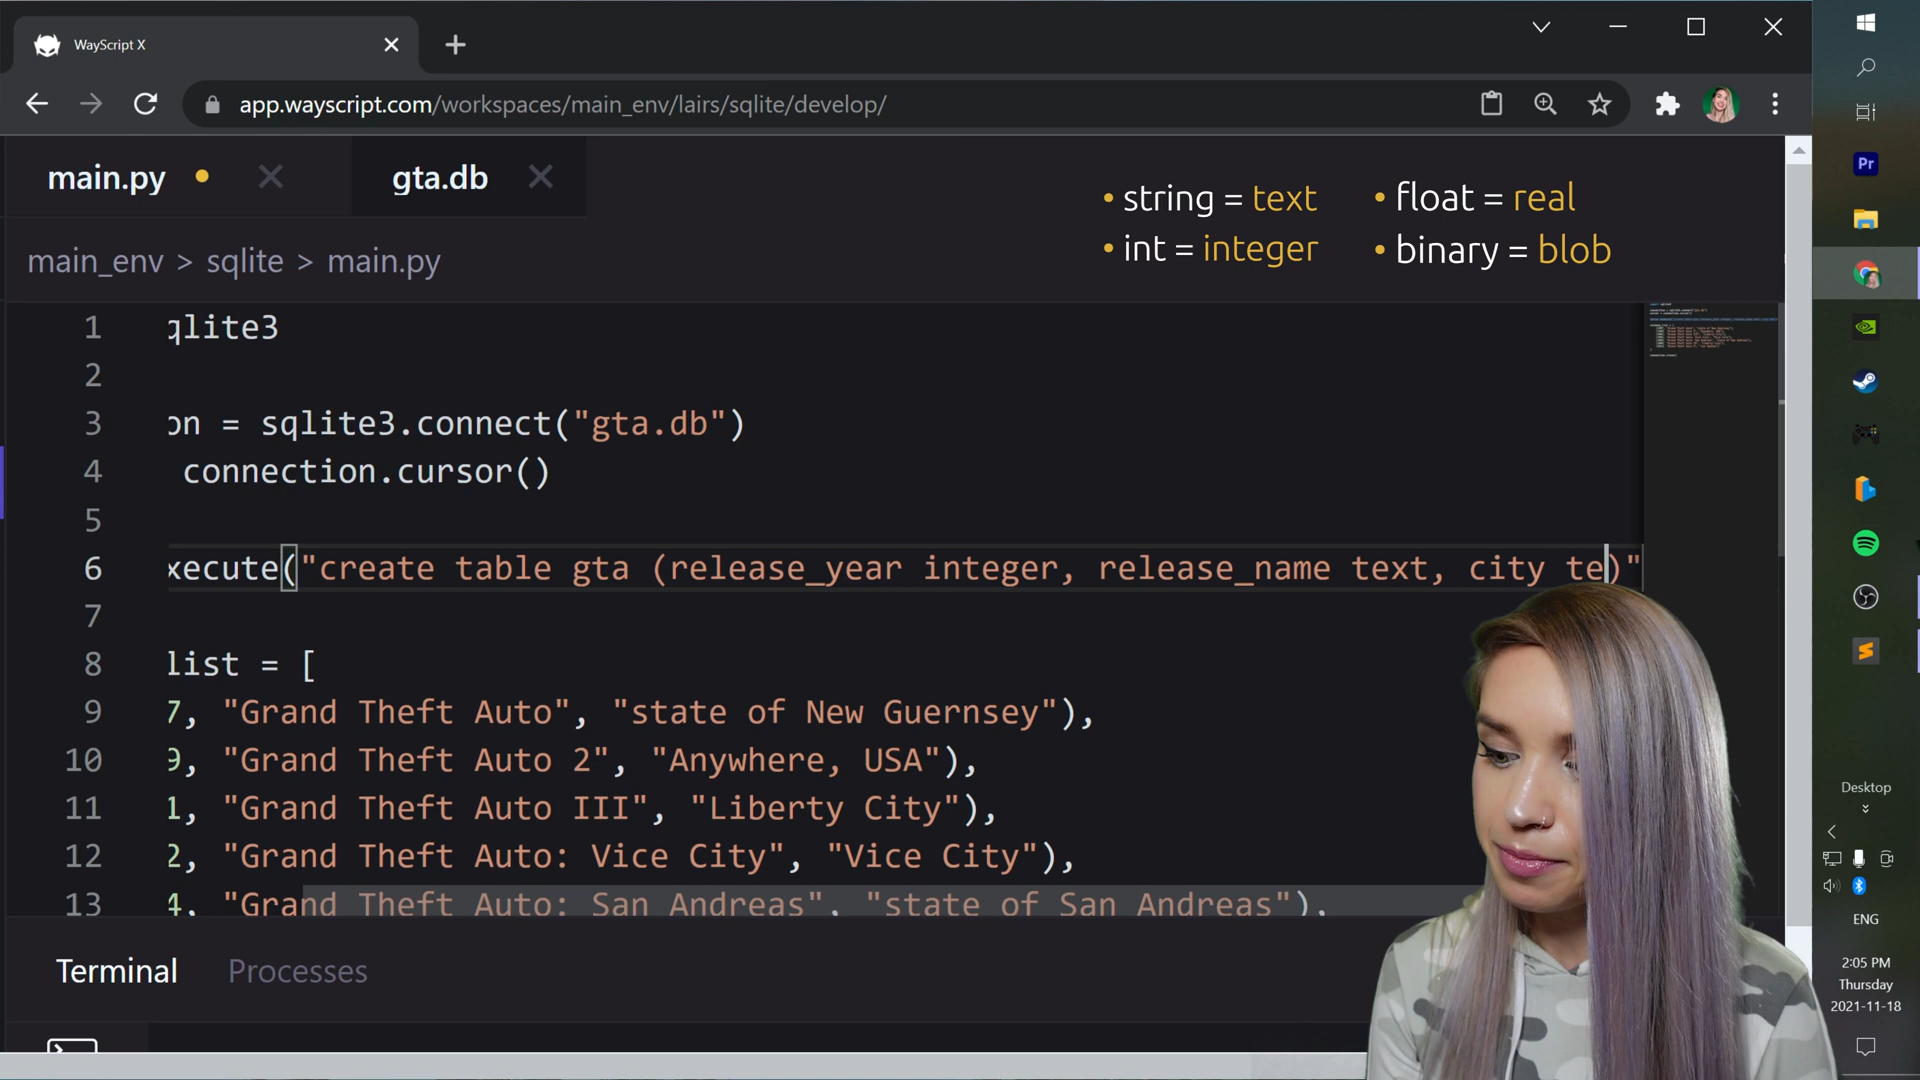 WayScript X
app.wayscript.com/workspaces/main_env/lairs/sqlite/develop/
main.py
gta.db
• string = text
• float = real
• int = integer
• binary = blob
main_env > sqlite > main.py
1 qlite3
2
3 on = sqlite3.connect("gta.db")
4 connection.cursor()
5
6 xecute("create table gta (release_year integer, release_name text, city te)"
7
8 list = [
9 7, "Grand Theft Auto", "state of New Guernsey"),
10 9, "Grand Theft Auto 2", "Anywhere, USA"),
11 1, "Grand Theft Auto III", "Liberty City"),
12 2, "Grand Theft Auto: Vice City", "Vice City"),
13 4, "Grand Theft Auto: San Andreas", "state of San Andreas"),
Terminal
Processes
Pr
Desktop
ENG
2:05 PM
Thursday
2021-11-18